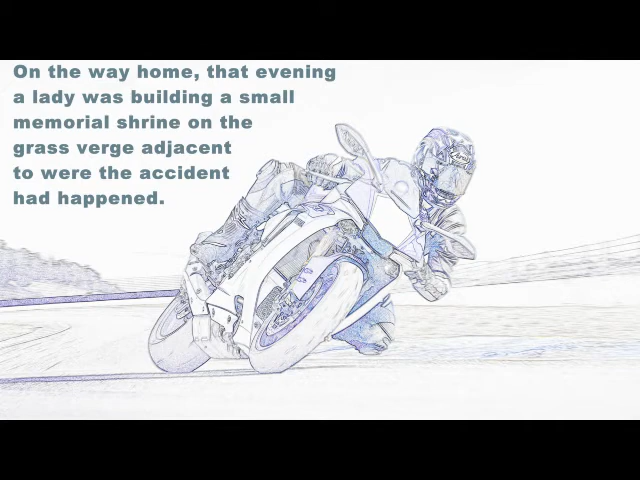 On the way home, that evening
a lady was building a small
memorial shrine on the
grass verge adjacent
to were the accident
had happened.
Arai